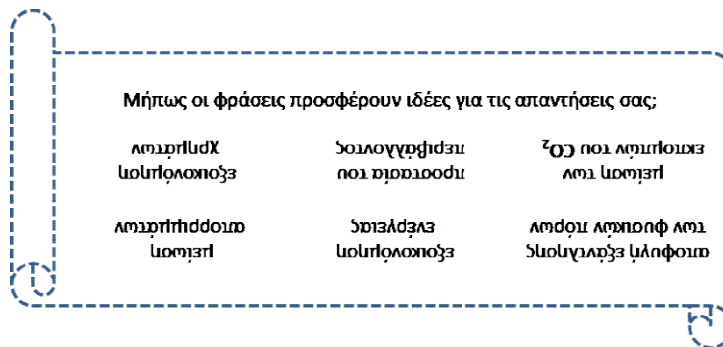 Μήπως οι φράσεις προσφέρουν ιδέες για τις απαντήσεις σας;
εξοικονόμηση
χρημάτων
προστασία του
περιβάλλοντος
μείωση των
εκπομπών του CO₂
μείωση
απορριμμάτων
εξοικονόμηση
ενέργειας
αποφυγή εξάντλησης
των φυσικών πόρων